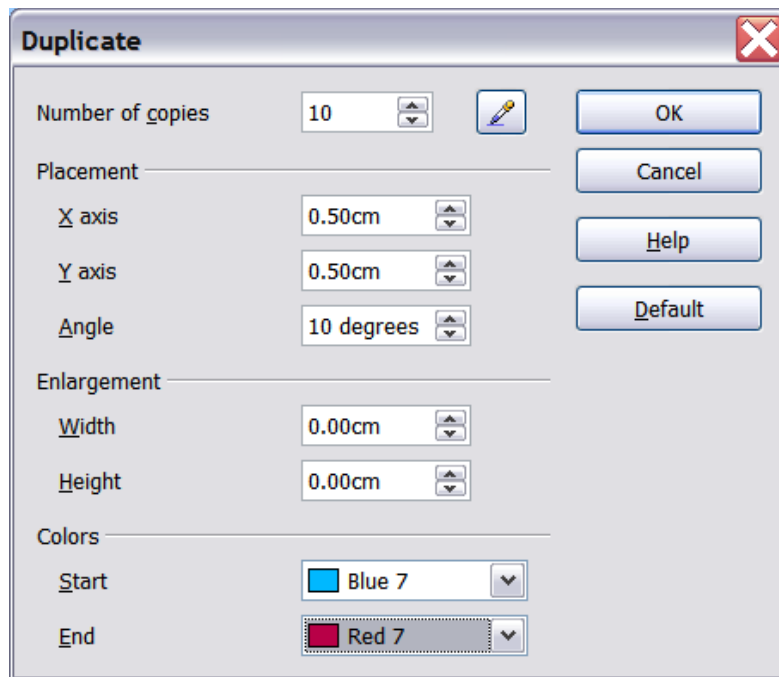 Duplicate
Number of copies 10 OK
Placement Cancel
X axis 0.50cm
Help
Y axis 0.50cm
Default
Angle 10 degrees
Enlargement
Width 0.00cm
Height 0.00cm
Colors
Start Blue 7
End Red 7